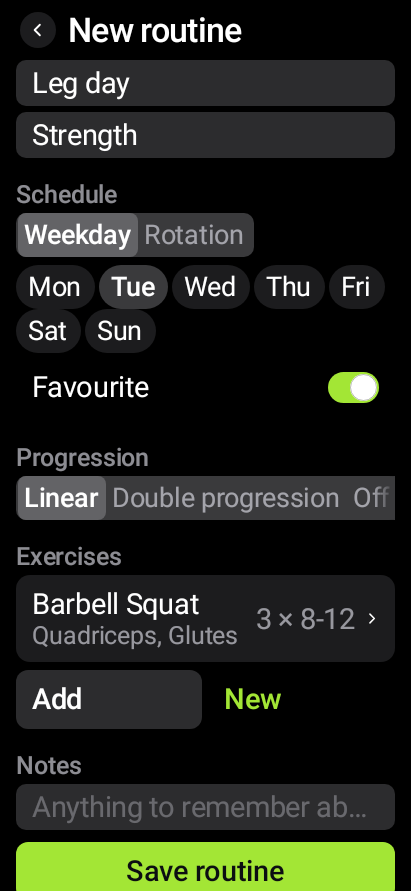 New routine
Leg day
Strength
Schedule
Weekday Rotation
Mon Tue Wed Thu Fri
Sat Sun
Favourite
Progression
Linear Double progression Off
Exercises
Barbell Squat
Quadriceps, Glutes
3 × 8-12
Add New
Notes
Anything to remember ab...
Save routine